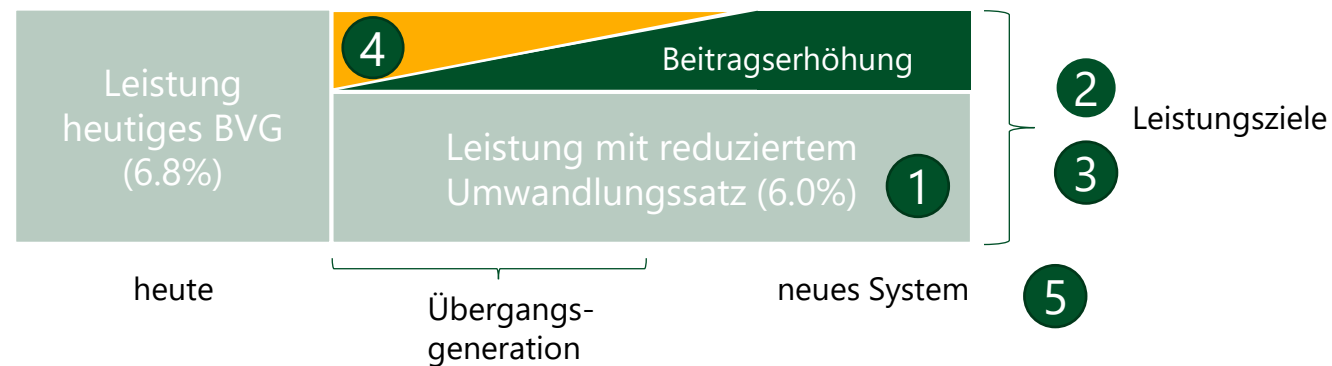 Leistung
heutiges BVG
(6.8%)
4
Beitragserhöhung
Leistung mit reduziertem
Umwandlungssatz (6.0%)
1
2
Leistungsziele
3
heute
Übergangs-
generation
neues System
5